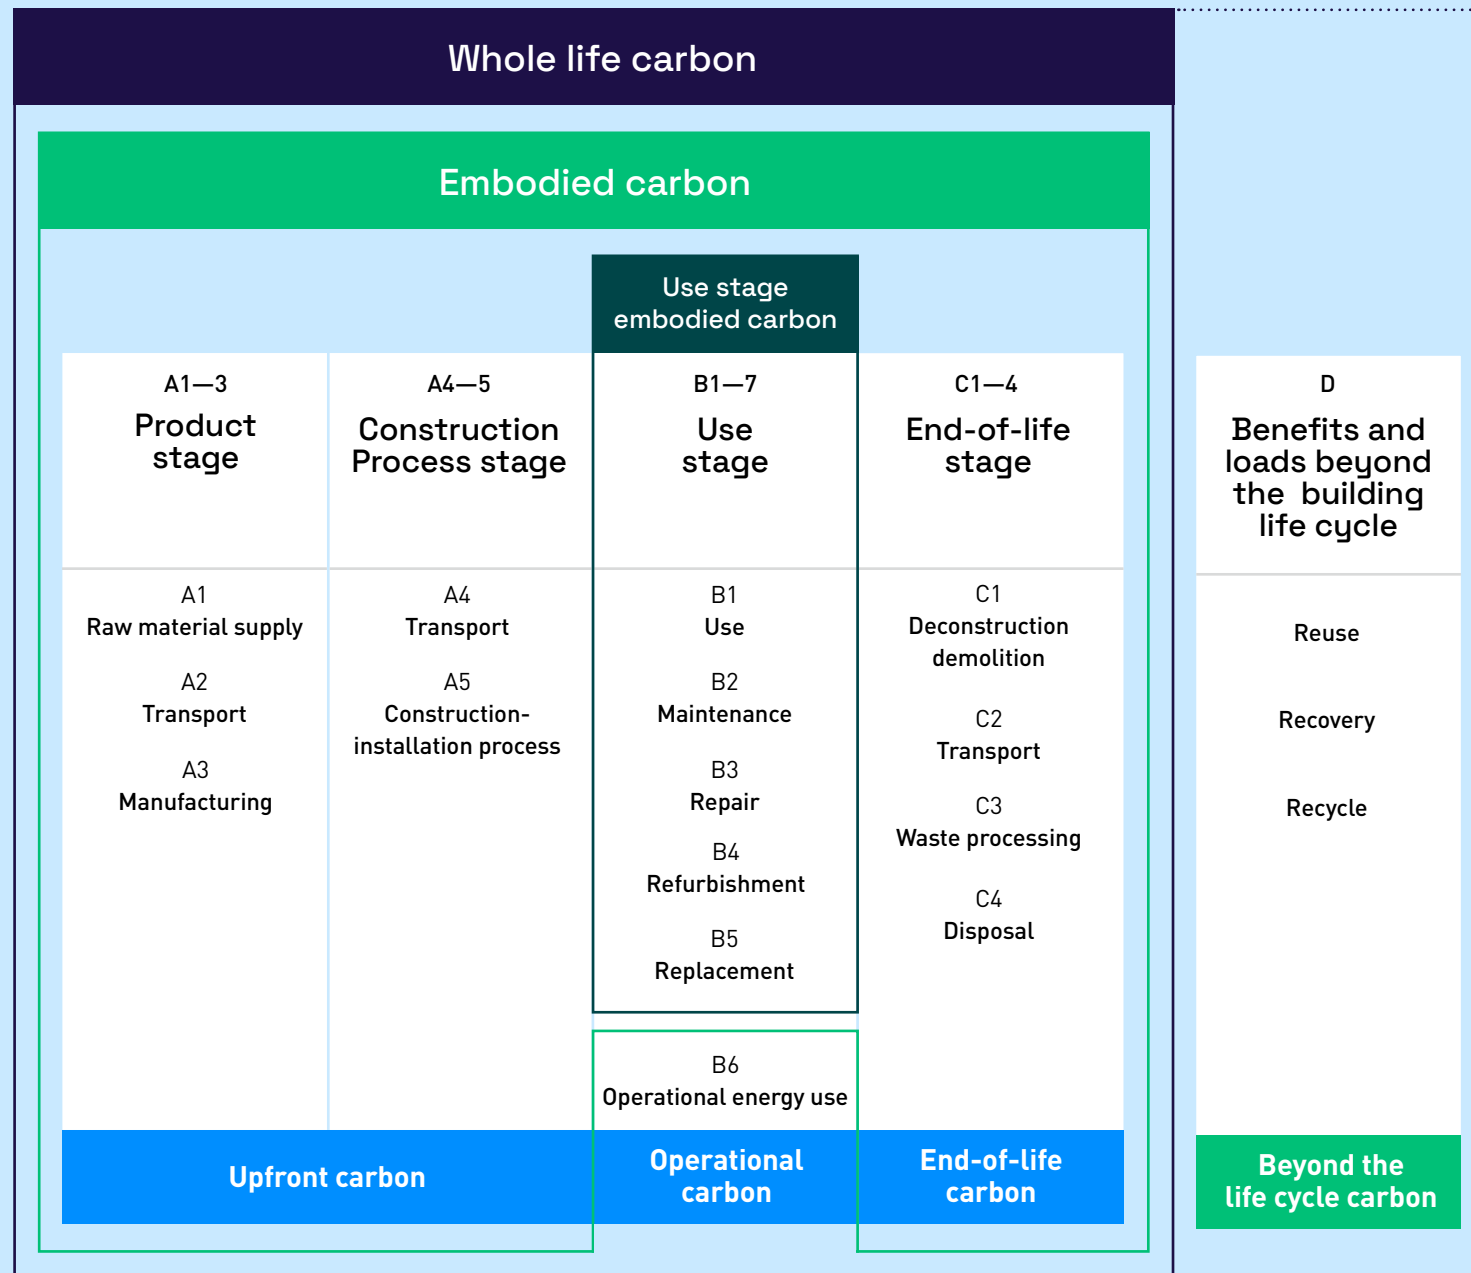 Whole life carbon
Embodied carbon
Use stage
embodied carbon
A1—3
Product
stage
A1
Raw material supply
A2
Transport
A3
Manufacturing
A4—5
Construction
Process stage
A4
Transport
A5
Construction-
installation process
Upfront carbon
B1—7
Use
stage
B1
Use
B2
Maintenance
B3
Repair
B4
Refurbishment
B5
Replacement
B6
Operational energy use
Operational
carbon
C1—4
End-of-life
stage
C1
Deconstruction
demolition
C2
Transport
C3
Waste processing
C4
Disposal
End-of-life
carbon
D
Benefits and
loads beyond
the building
life cycle
Reuse
Recovery
Recycle
Beyond the
life cycle carbon